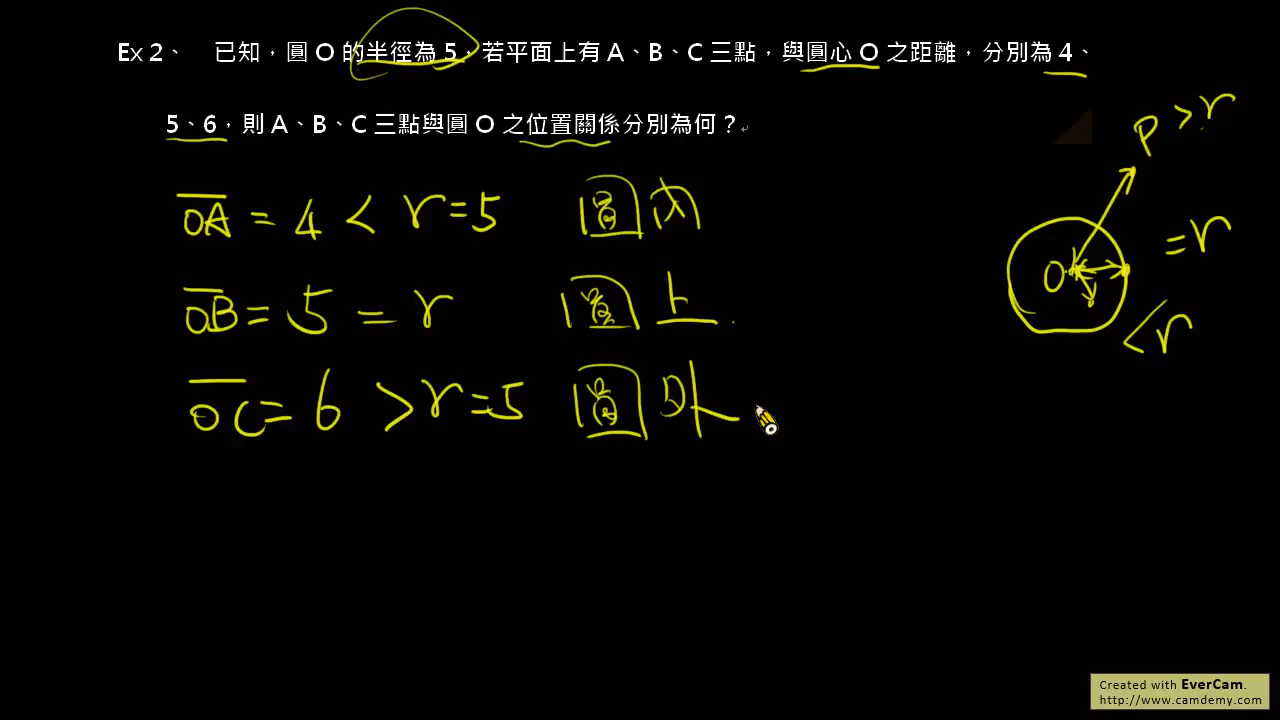 Ex 2、 已知，圓 O 的半徑為 5，若平面上有 A、B、C 三點，與圓心 O 之距離，分別為 4、
5、6，則 A、B、C 三點與圓 O 之位置關係分別為何？
P > r
OA = 4 < r = 5 圓內
= r
O
OB = 5 = r 圓上.
< r
OC = 6 > r = 5 圓外
Created with EverCam.
http://www.camdemy.com